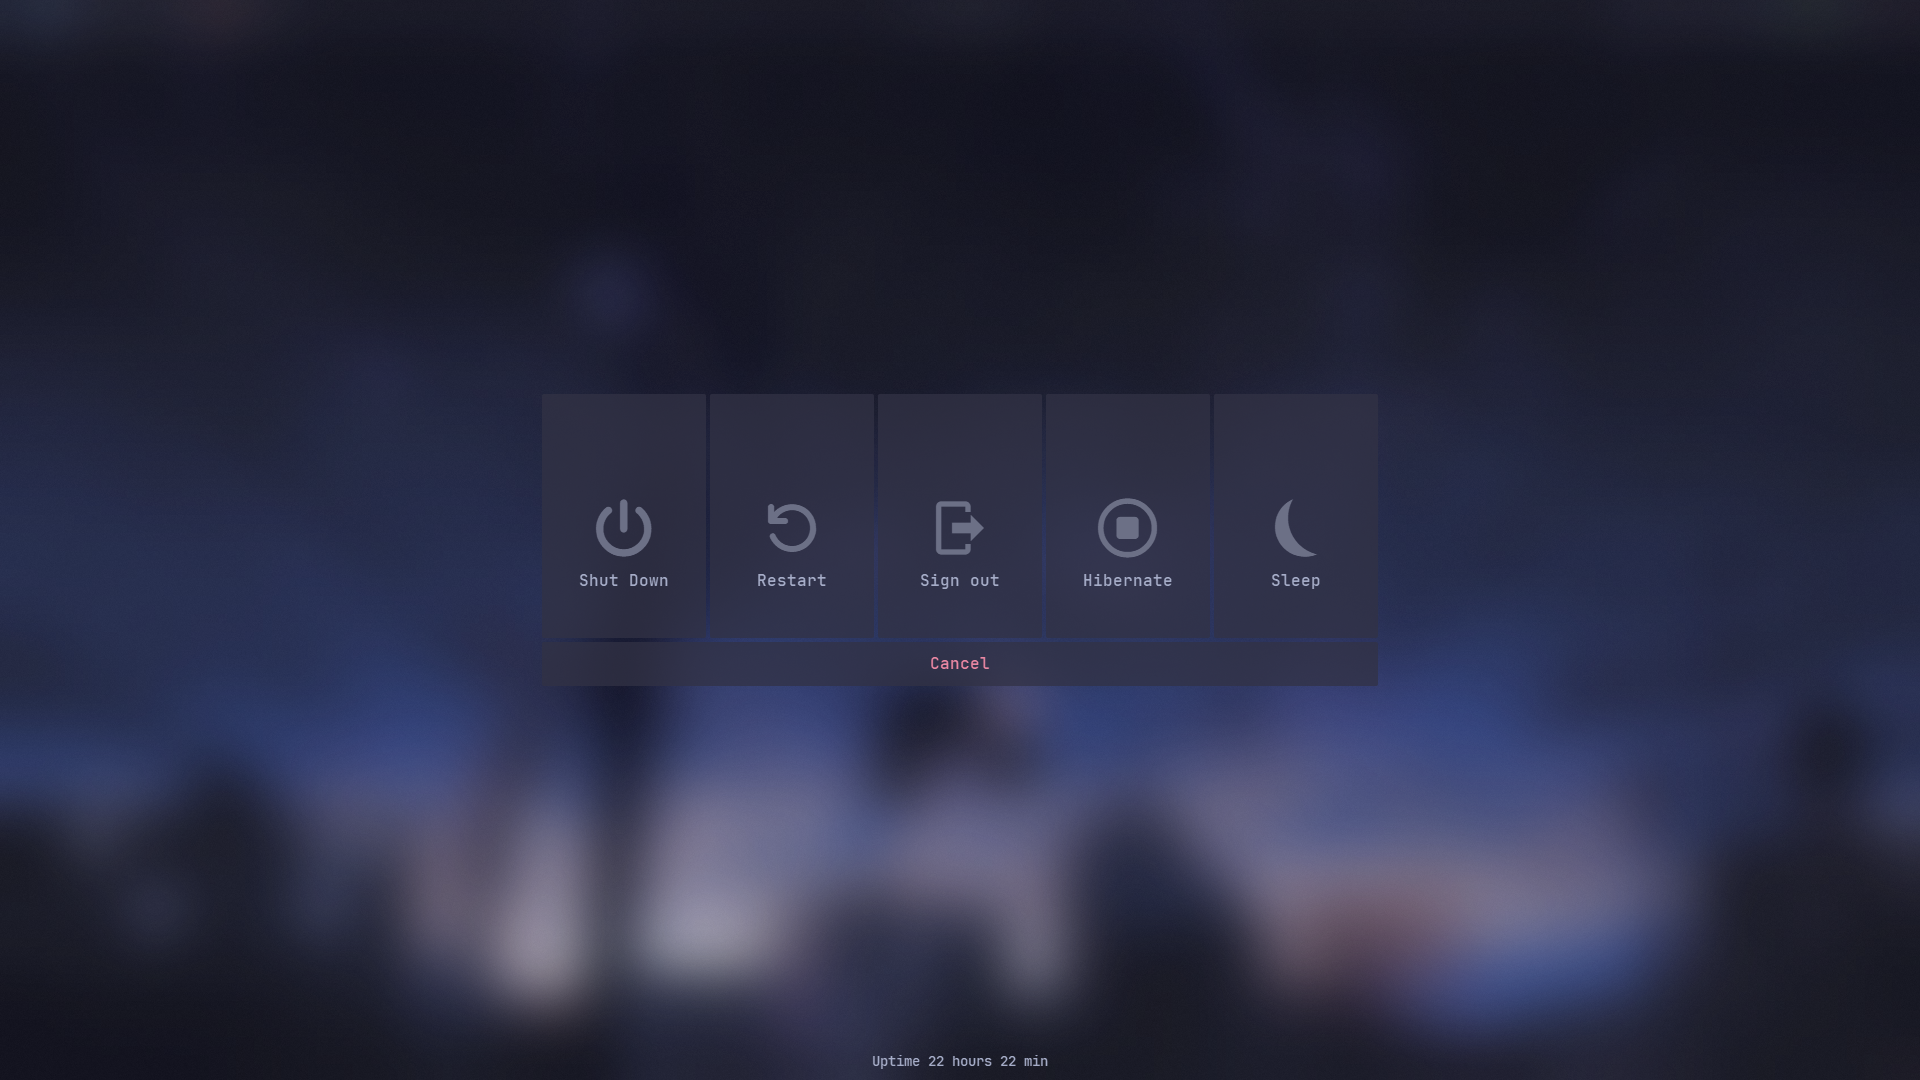 Shut Down
Restart
Sign out
Hibernate
Sleep
Cancel
Uptime 22 hours 22 min